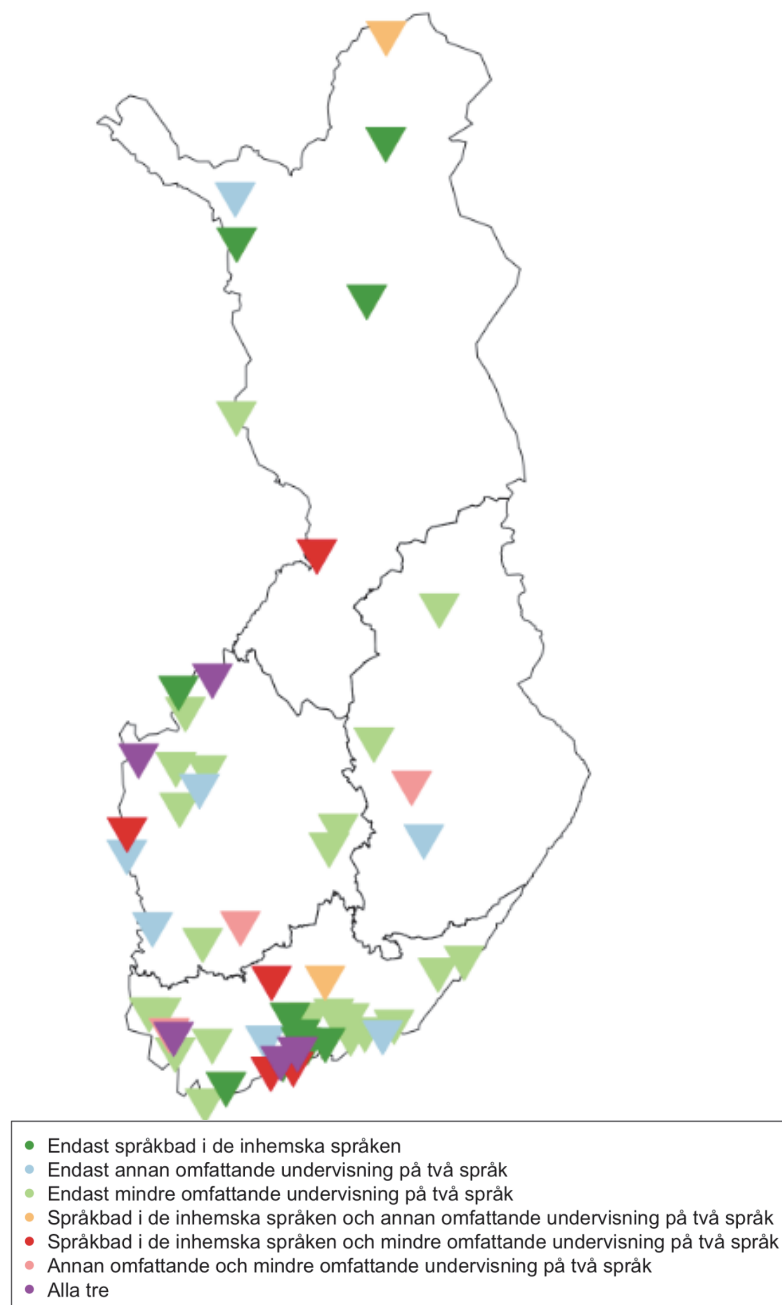 Endast språkbad i de inhemska språken
Endast annan omfattande undervisning på två språk
Endast mindre omfattande undervisning på två språk
Språkbad i de inhemska språken och annan omfattande undervisning på två språk
Språkbad i de inhemska språken och mindre omfattande undervisning på två språk
Annan omfattande och mindre omfattande undervisning på två språk
Alla tre